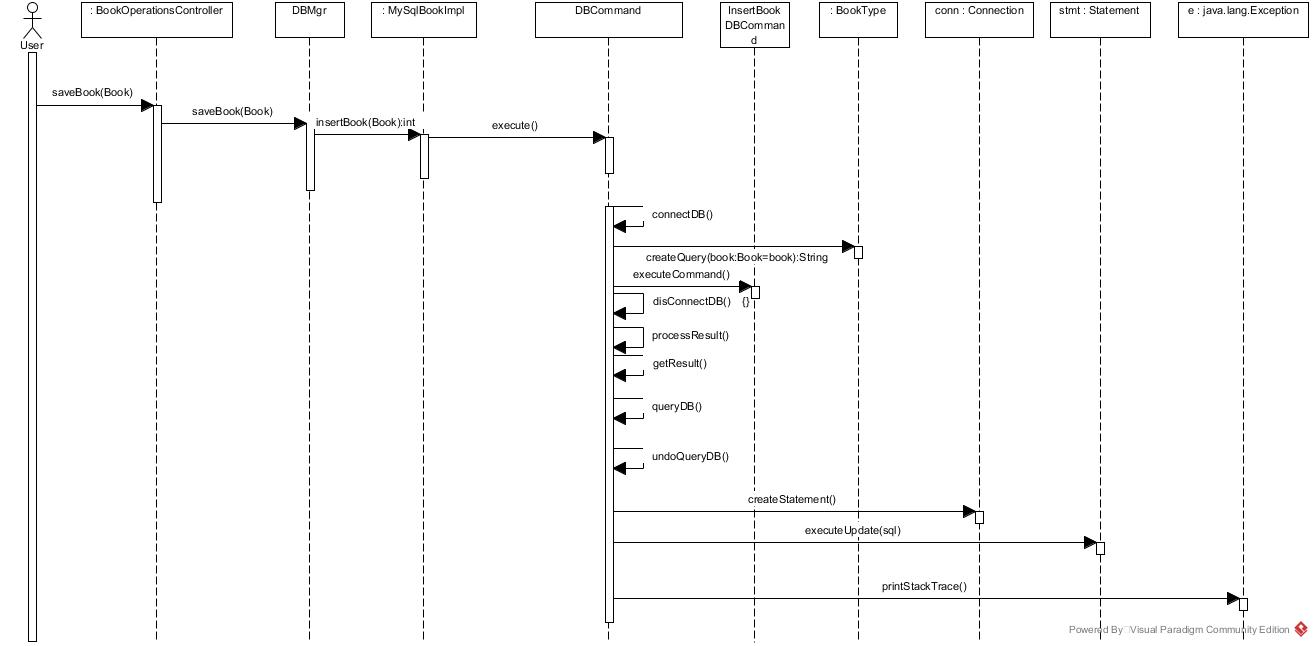 : BookOperationsController
DBMgr
: MySqlBookImpl
DBCommand
InsertBook
DBComman
d
: BookType
conn : Connection
stmt : Statement
e : java.lang.Exception
User
saveBook(Book)
saveBook(Book)
insertBook(Book):int
execute()
connectDB()
createQuery(book:Book=book):String
executeCommand()
disConnectDB() {}
processResult()
getResult()
queryDB()
undoQueryDB()
createStatement()
executeUpdate(sql)
printStackTrace()
Powered By Visual Paradigm Community Edition